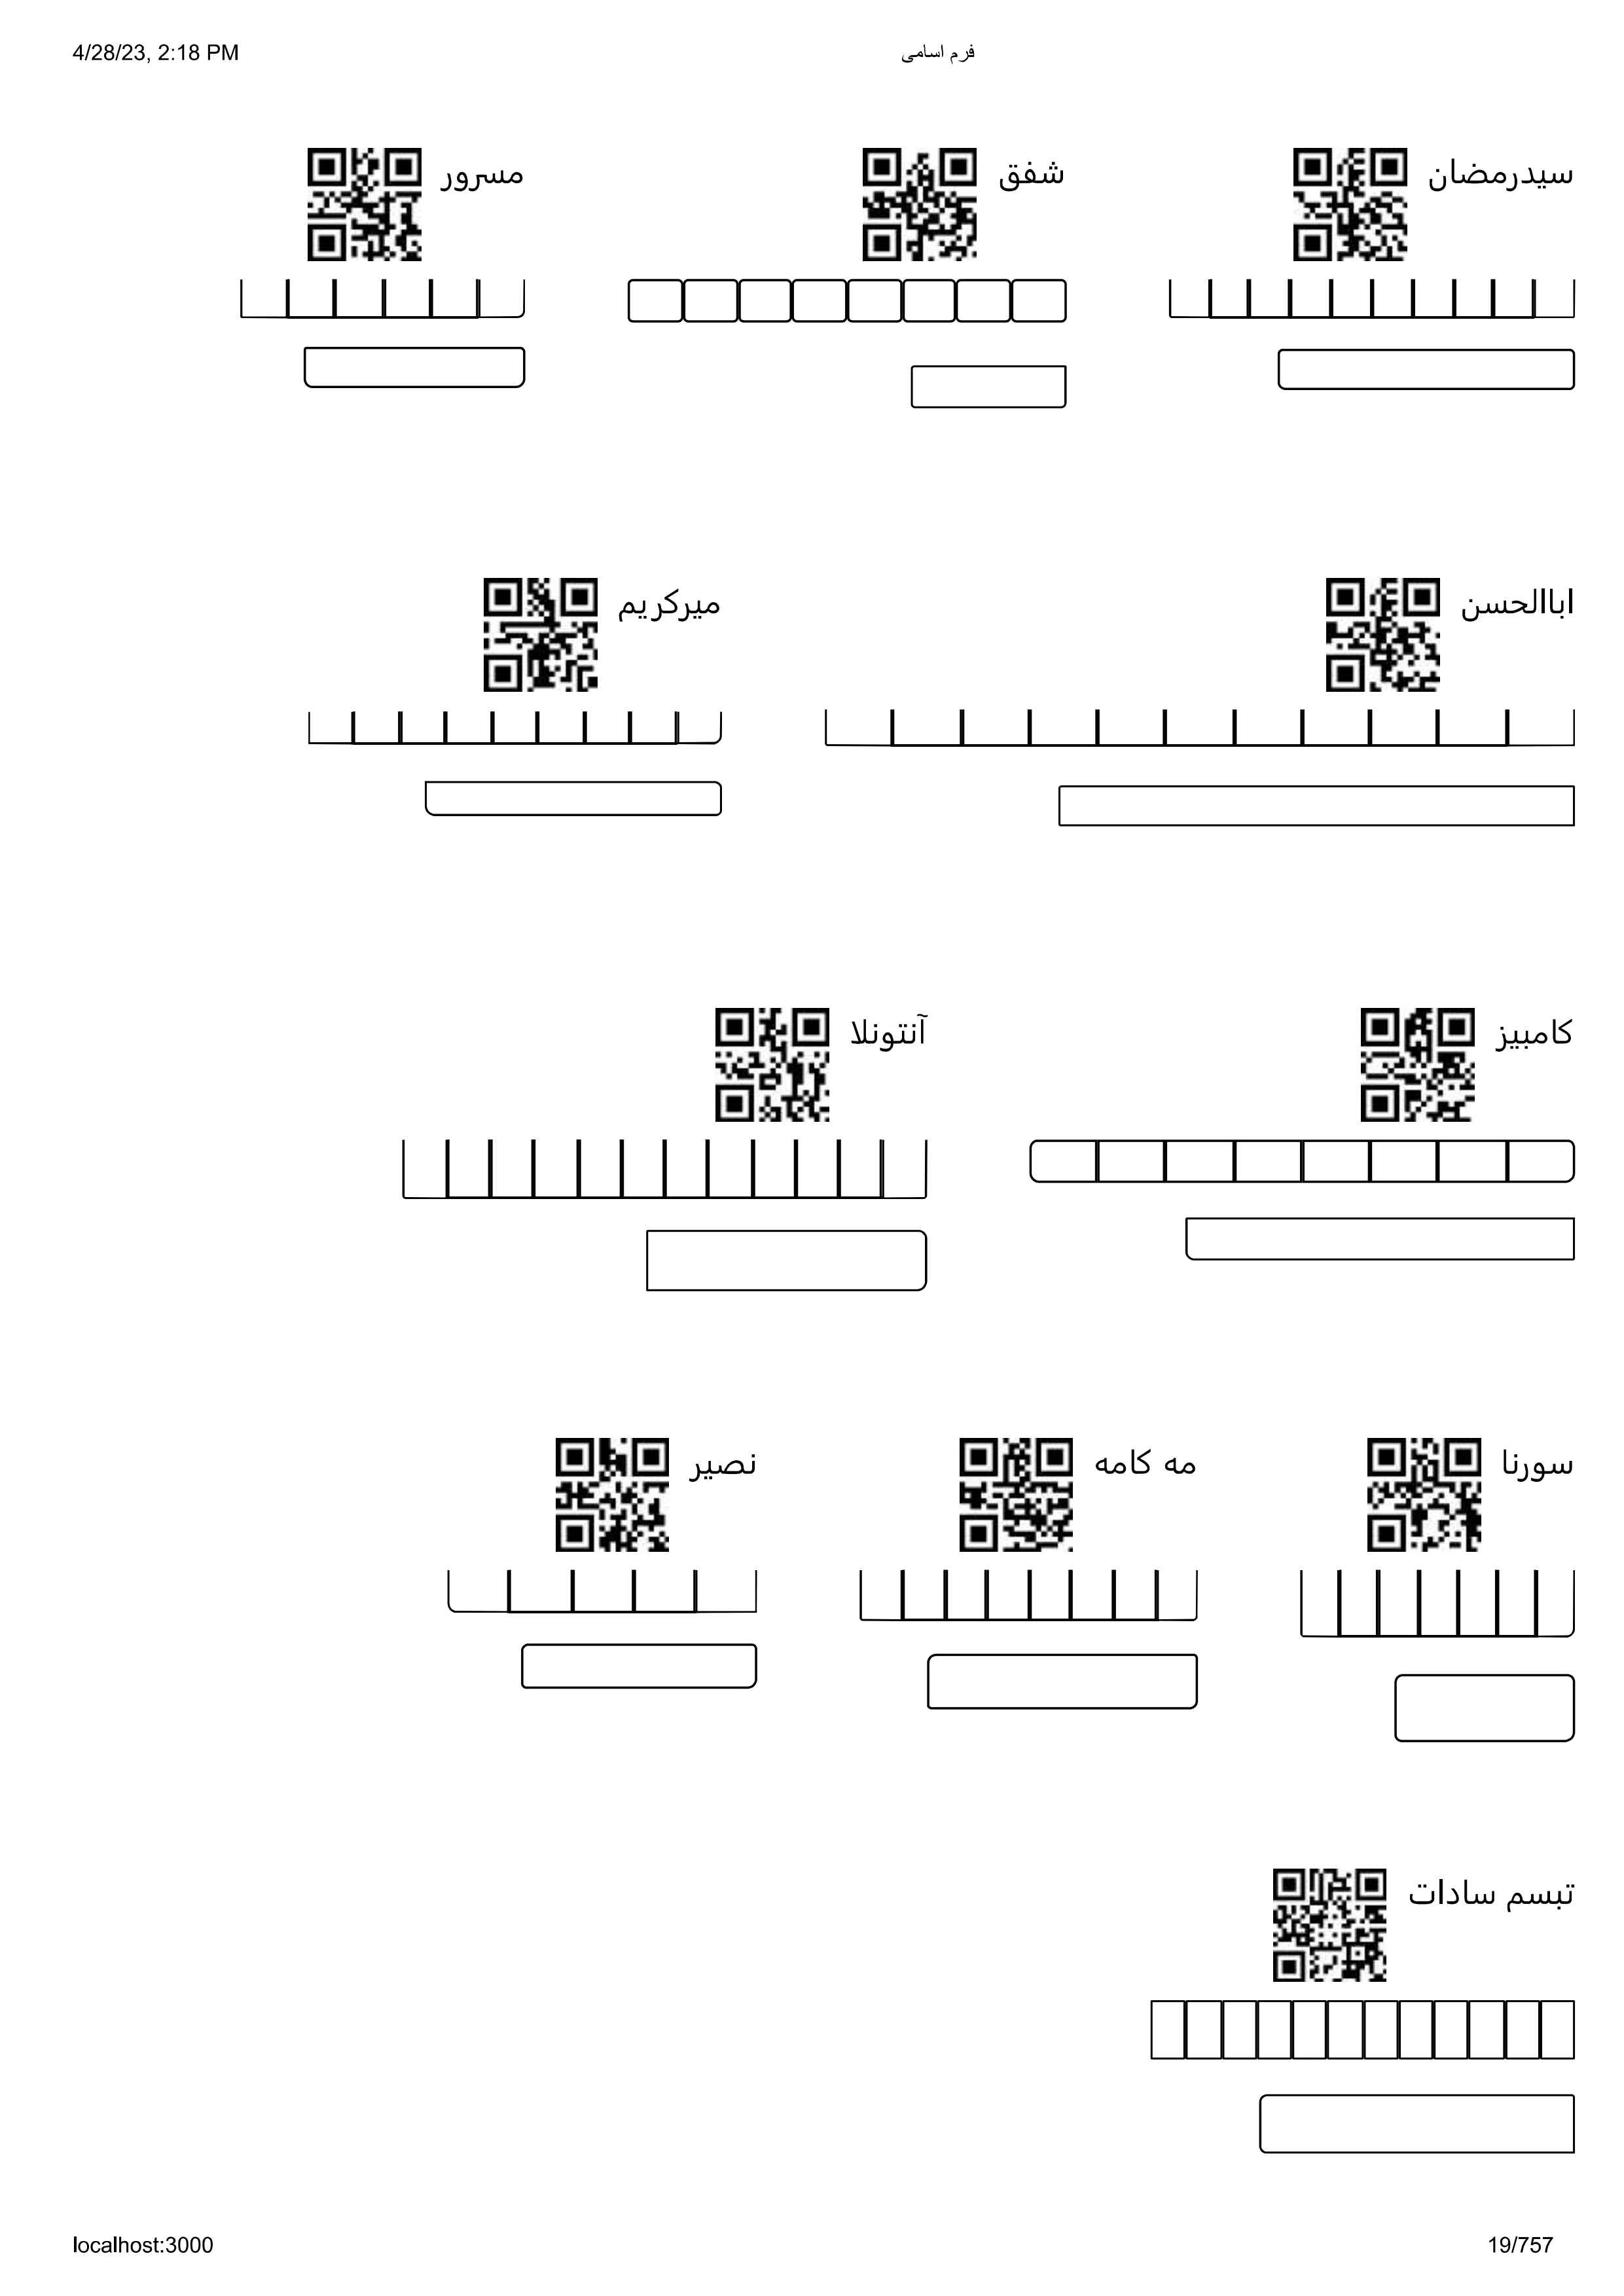 4/28/23, 2:18 PM فرم اسامی
سیدرمضان شفق مسرور
اباالحسن میرکریم
کامبیز آنتونلا
سورنا مه کامه نصیر
تبسم سادات
localhost:3000 19/757